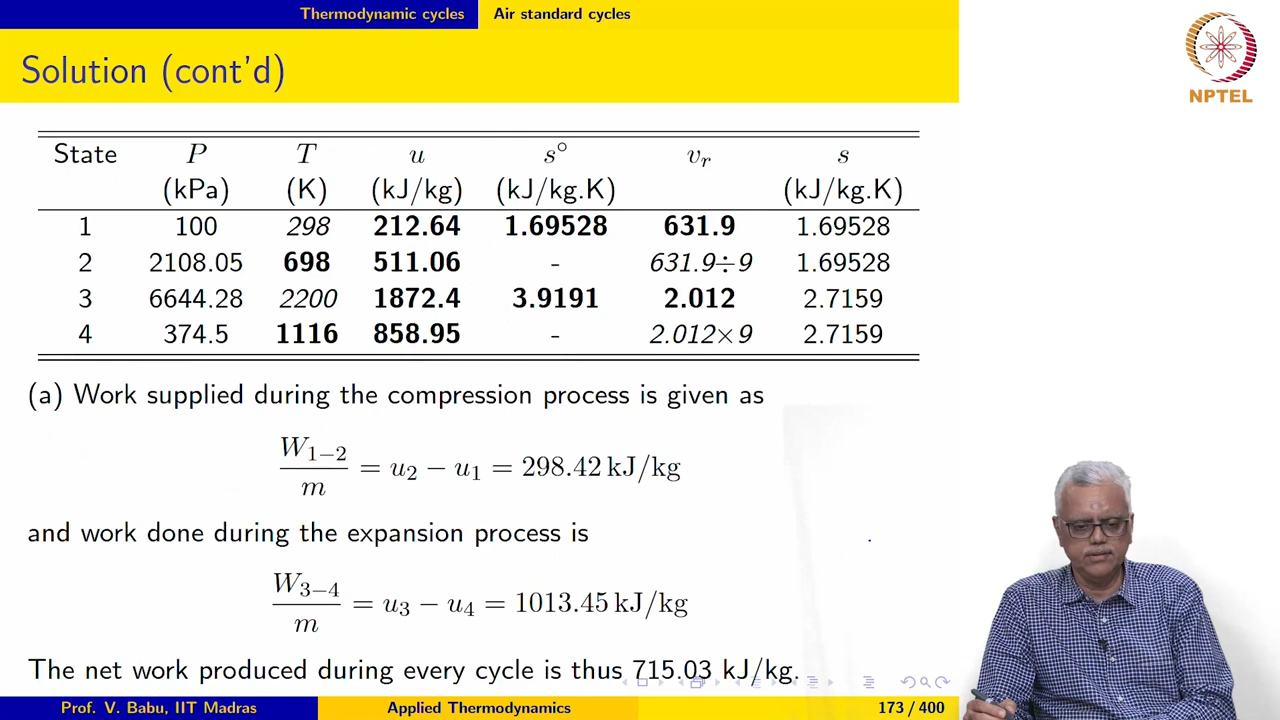 Thermodynamic cycles Air standard cycles
Solution (cont'd)
NPTEL
State P T u s° v_r s
(kPa) (K) (kJ/kg) (kJ/kg.K) (kJ/kg.K)
1 100 298 212.64 1.69528 631.9 1.69528
2 2108.05 698 511.06 - 631.9÷9 1.69528
3 6644.28 2200 1872.4 3.9191 2.012 2.7159
4 374.5 1116 858.95 - 2.012×9 2.7159
(a) Work supplied during the compression process is given as
W_{1−2}/m = u_2 − u_1 = 298.42 kJ/kg
and work done during the expansion process is
W_{3−4}/m = u_3 − u_4 = 1013.45 kJ/kg
The net work produced during every cycle is thus 715.03 kJ/kg.
Prof. V. Babu, IIT Madras Applied Thermodynamics 173 / 400